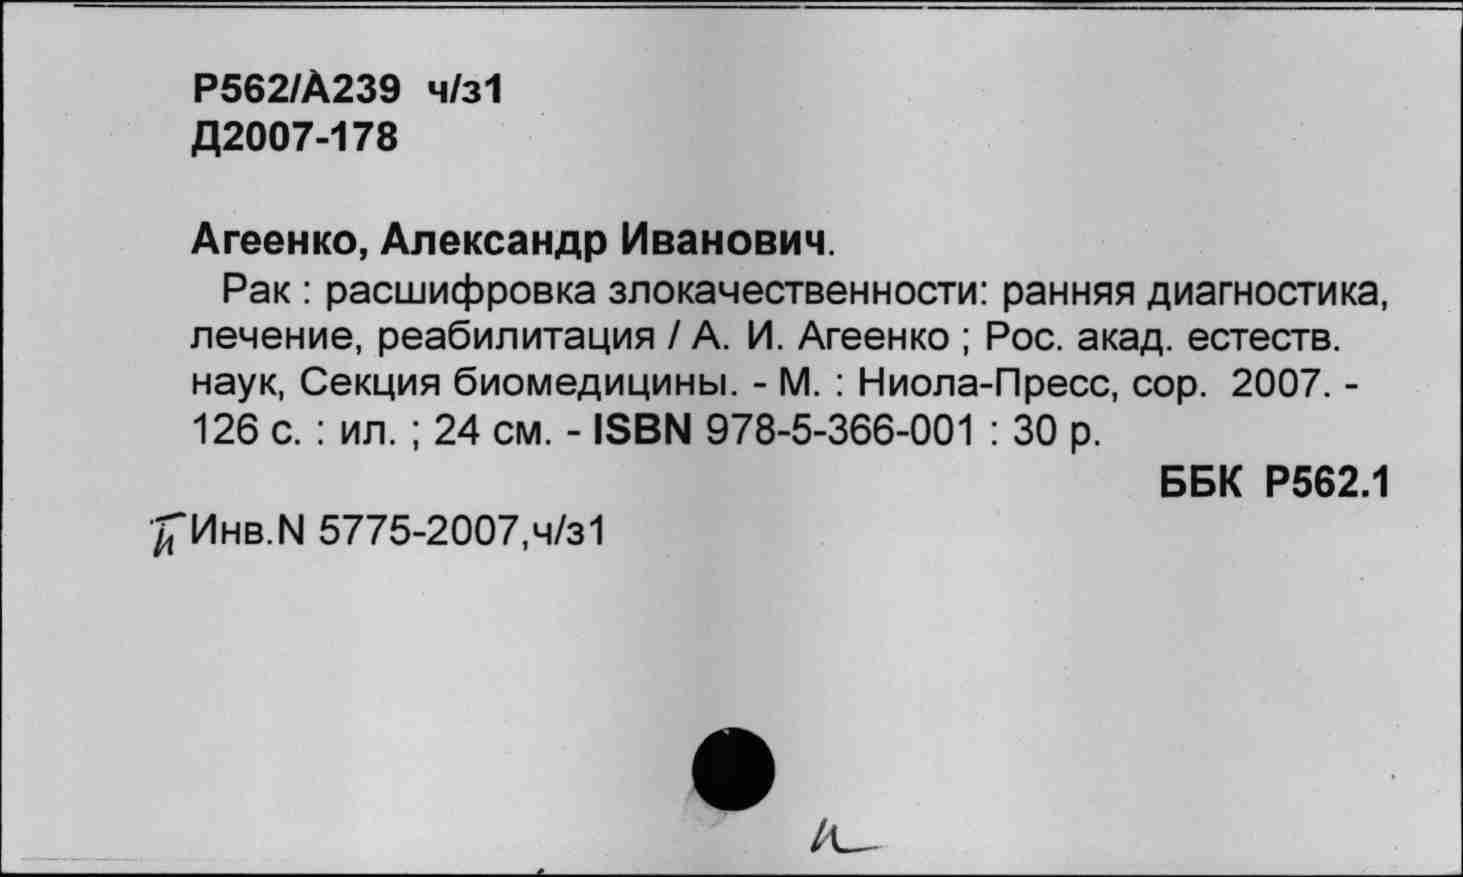 Р562/А239 ч/з1
Д2007-178
Агеенко, Александр Иванович.
Рак : расшифровка злокачественности: ранняя диагностика,
лечение, реабилитация / А. И. Агеенко ; Рос. акад. естеств.
наук, Секция биомедицины. - М. : Ниола-Пресс, сор. 2007. -
126 с. : ил. ; 24 см. - ISBN 978-5-366-001 : 30 р.
ББК Р562.1
Инв.N 5775-2007,ч/з1